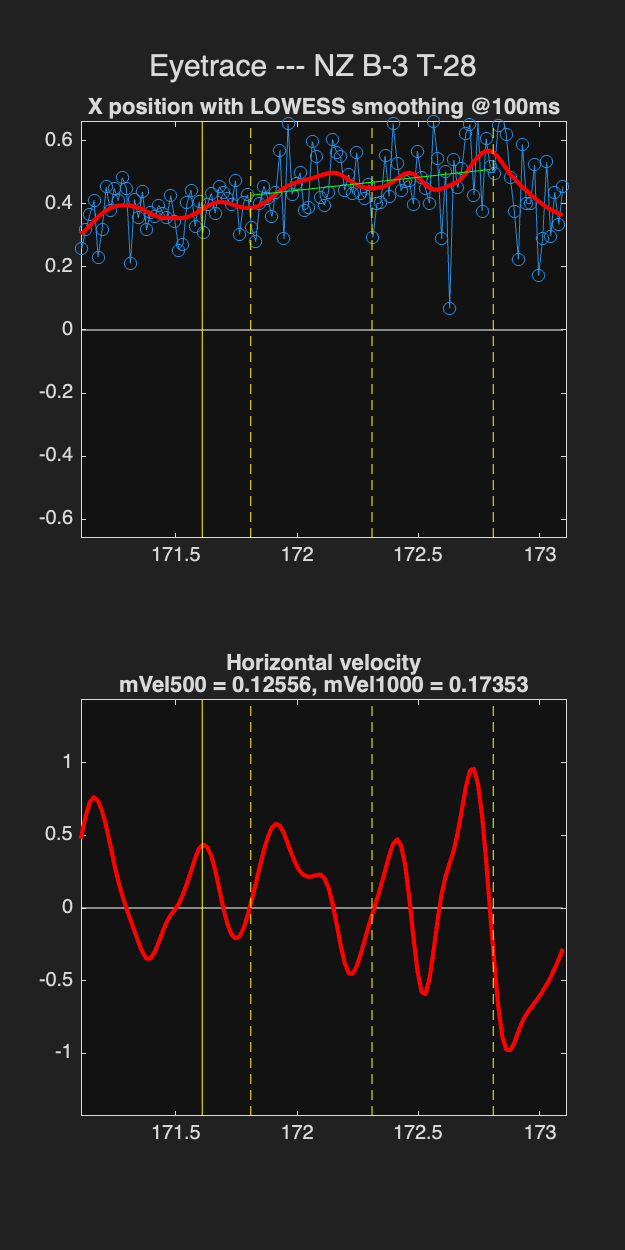 Eyetrace --- NZ B-3 T-28
X position with LOWESS smoothing @100ms
0.6
0.4
0.2
0
-0.2
-0.4
-0.6
171.5 172 172.5 173
Horizontal velocity
mVel500 = 0.12556, mVel1000 = 0.17353
1
0.5
0
-0.5
-1
171.5 172 172.5 173